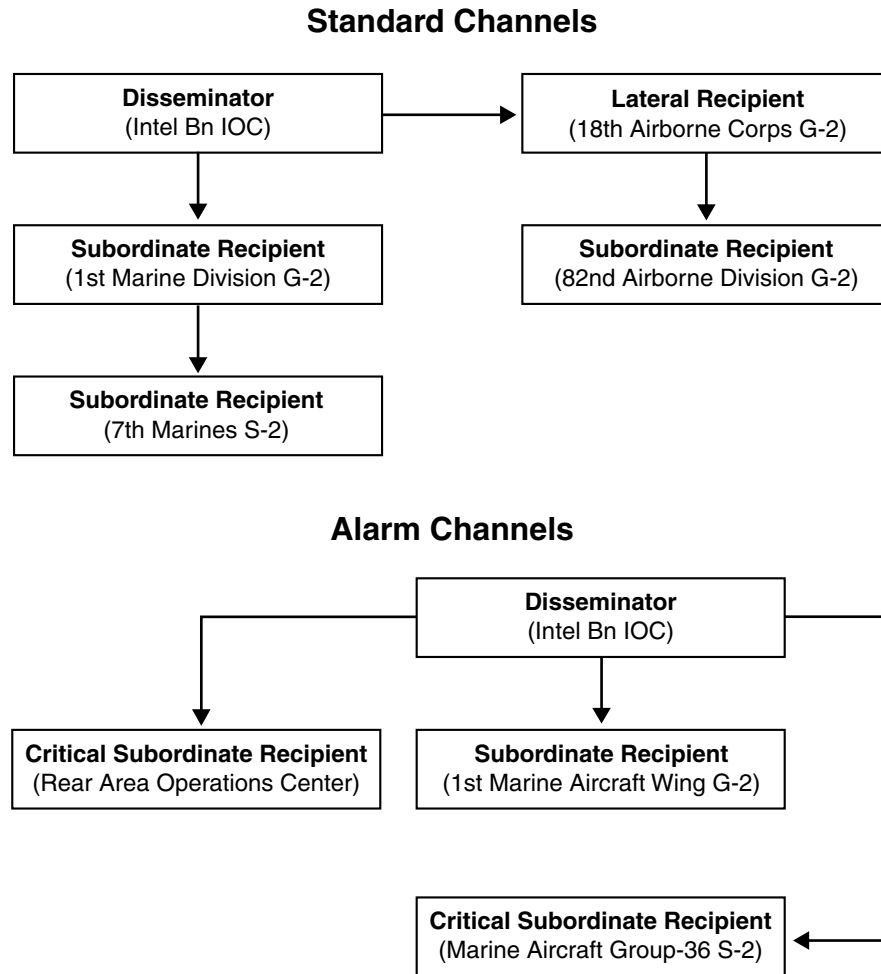 Standard Channels
Disseminator
(Intel Bn IOC)
Lateral Recipient
(18th Airborne Corps G-2)
Subordinate Recipient
(1st Marine Division G-2)
Subordinate Recipient
(82nd Airborne Division G-2)
Subordinate Recipient
(7th Marines S-2)
Alarm Channels
Disseminator
(Intel Bn IOC)
Critical Subordinate Recipient
(Rear Area Operations Center)
Subordinate Recipient
(1st Marine Aircraft Wing G-2)
Critical Subordinate Recipient
(Marine Aircraft Group-36 S-2)